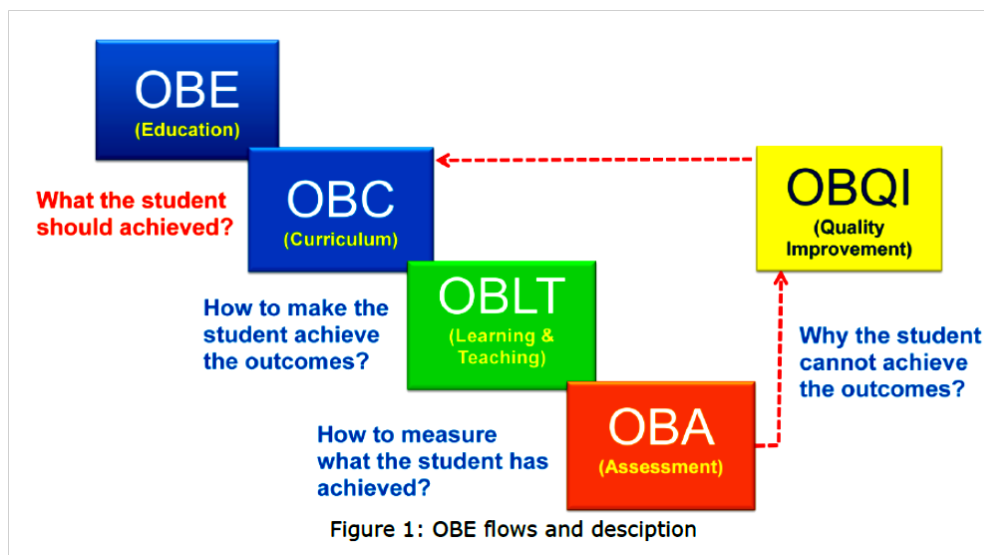 OBE
(Education)
What the student
should achieved?
OBC
(Curriculum)
How to make the
student achieve
the outcomes?
OBLT
(Learning &
Teaching)
How to measure
what the student has
achieved?
OBA
(Assessment)
OBQI
(Quality
Improvement)
Why the student
cannot achieve
the outcomes?
Figure 1: OBE flows and desciption